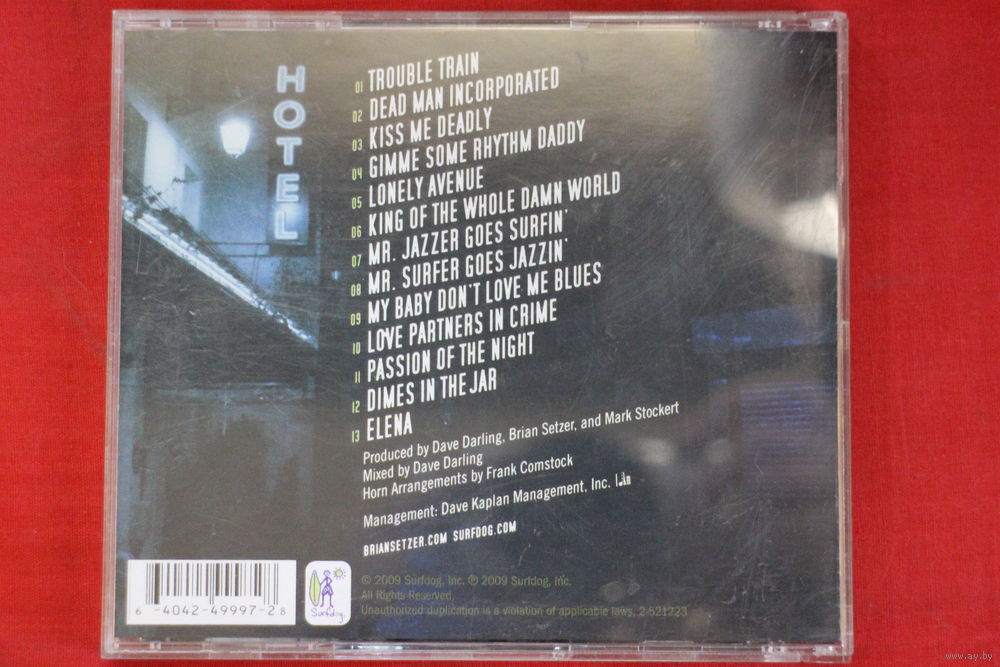 HOTEL
01 TROUBLE TRAIN
02 DEAD MAN INCORPORATED
03 KISS ME DEADLY
04 GIMME SOME RHYTHM DADDY
05 LONELY AVENUE
06 KING OF THE WHOLE DAMN WORLD
07 MR. JAZZER GOES SURFIN'
08 MR. SURFER GOES JAZZIN'
09 MY BABY DON'T LOVE ME BLUES
10 LOVE PARTNERS IN CRIME
11 PASSION OF THE NIGHT
12 DIMES IN THE JAR
13 ELENA
Produced by Dave Darling, Brian Setzer, and Mark Stockert
Mixed by Dave Darling
Horn Arrangements by Frank Comstock
Management: Dave Kaplan Management, Inc.
BRIANSETZER.COM SURFDOG.COM
© 2009 Surfdog, Inc. ℗ 2009 Surfdog, Inc.
All Rights Reserved.
Unauthorized duplication is a violation of applicable laws. 2-521223
6 -4042-49997-2 8
Surfdog
www.ay.by